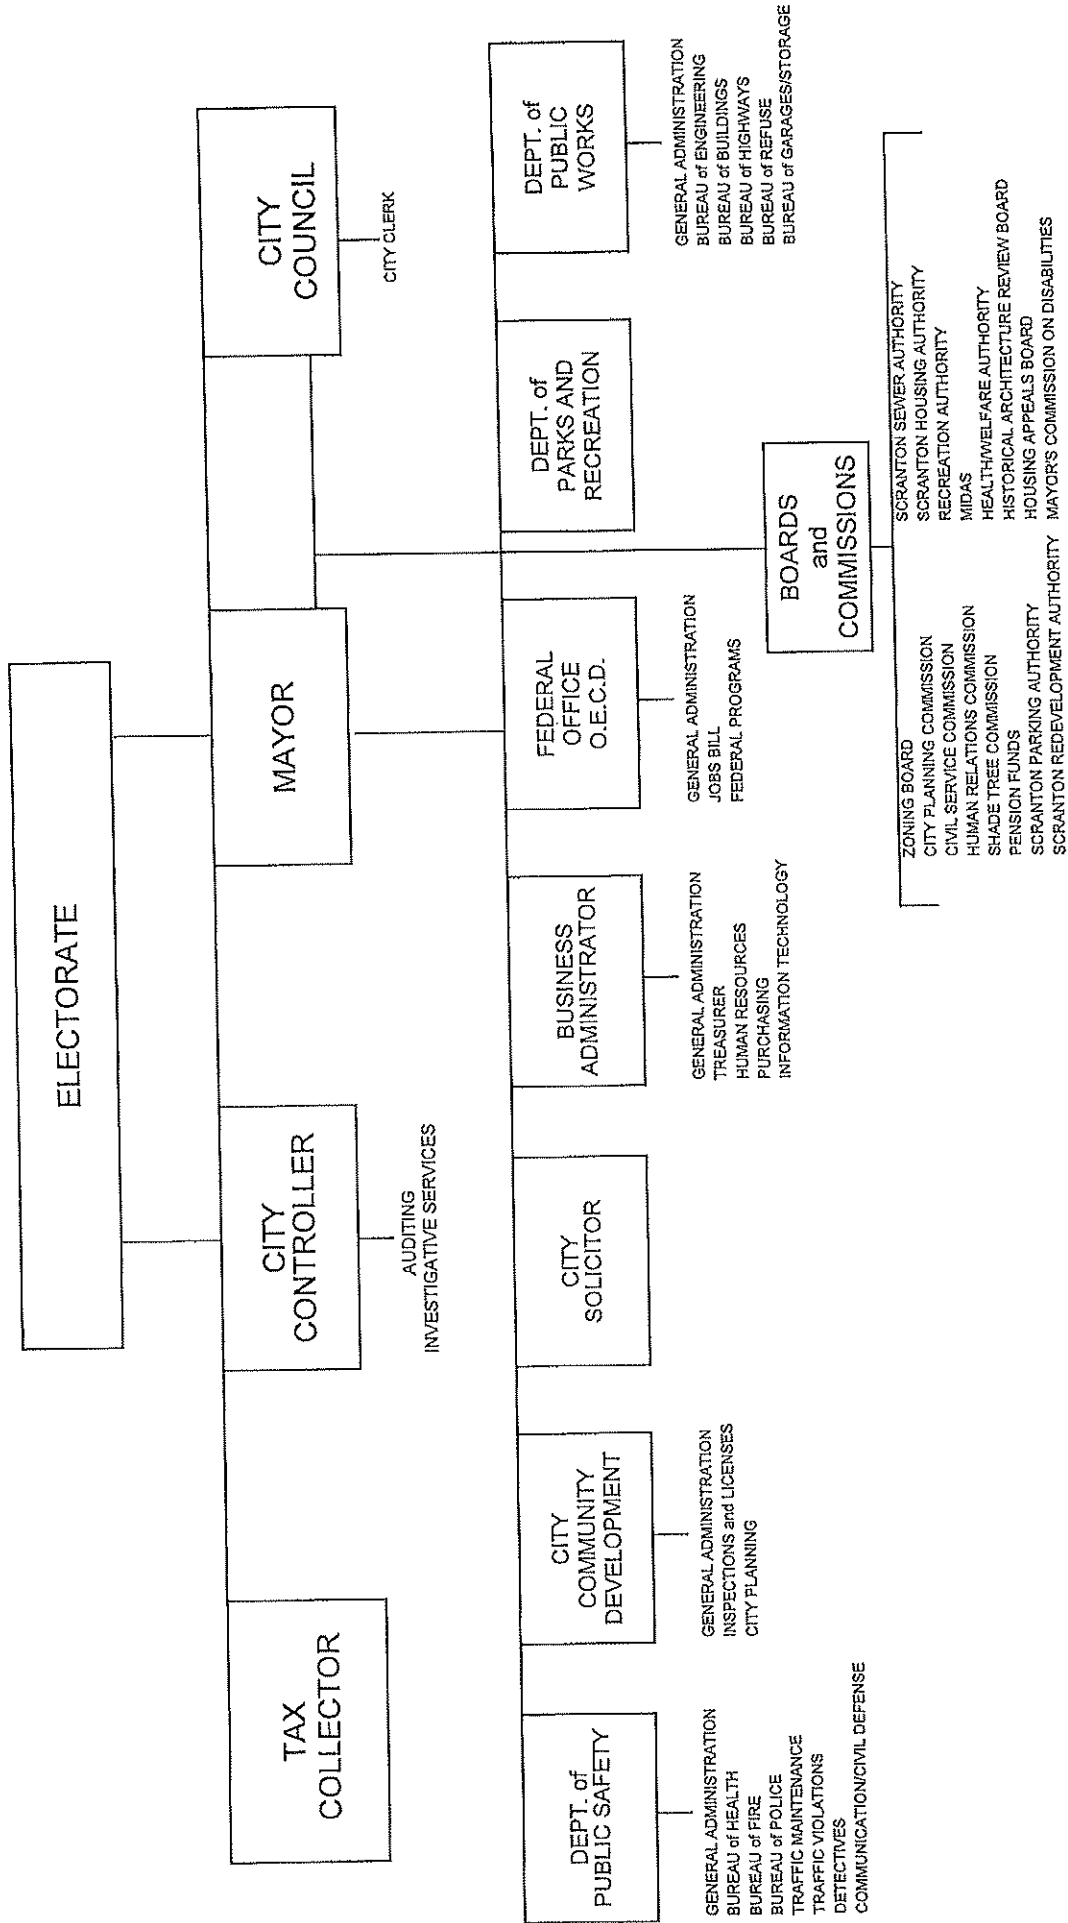 ELECTORATE
TAX
COLLECTOR
CITY
CONTROLLER
AUDITING
INVESTIGATIVE SERVICES
MAYOR
CITY
COUNCIL
CITY CLERK
DEPT. of
PUBLIC SAFETY
GENERAL ADMINISTRATION
BUREAU of HEALTH
BUREAU of FIRE
BUREAU of POLICE
TRAFFIC MAINTENANCE
TRAFFIC VIOLATIONS
DETECTIVES
COMMUNICATION/CIVIL DEFENSE
CITY
COMMUNITY
DEVELOPMENT
GENERAL ADMINISTRATION
INSPECTIONS and LICENSES
CITY PLANNING
CITY
SOLICITOR
BUSINESS
ADMINISTRATOR
GENERAL ADMINISTRATION
TREASURER
HUMAN RESOURCES
PURCHASING
INFORMATION TECHNOLOGY
FEDERAL
OFFICE
O.E.C.D.
GENERAL ADMINISTRATION
JOBS BILL
FEDERAL PROGRAMS
DEPT. of
PARKS AND
RECREATION
DEPT. of
PUBLIC
WORKS
GENERAL ADMINISTRATION
BUREAU of ENGINEERING
BUREAU of BUILDINGS
BUREAU of HIGHWAYS
BUREAU of REFUSE
BUREAU of GARAGES/STORAGE
BOARDS
and
COMMISSIONS
ZONING BOARD
CITY PLANNING COMMISSION
CIVIL SERVICE COMMISSION
HUMAN RELATIONS COMMISSION
SHADE TREE COMMISSION
PENSION FUNDS
SCRANTON PARKING AUTHORITY
SCRANTON REDEVELOPMENT AUTHORITY
SCRANTON SEWER AUTHORITY
SCRANTON HOUSING AUTHORITY
RECREATION AUTHORITY
MIDAS
HEALTH/WELFARE AUTHORITY
HISTORICAL ARCHITECTURE REVIEW BOARD
HOUSING APPEALS BOARD
MAYOR'S COMMISSION ON DISABILITIES